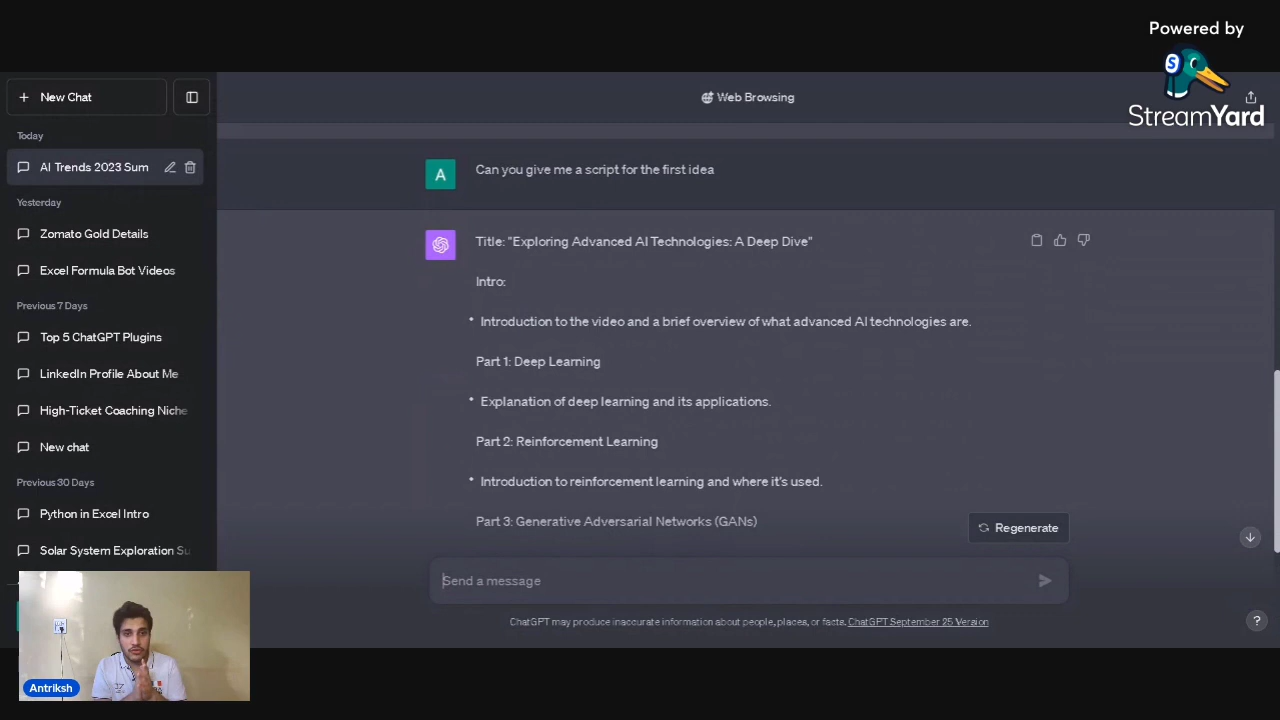 Powered by
S
StreamYard
+ New Chat
Web Browsing
Today
AI Trends 2023 Sum
Yesterday
Zomato Gold Details
Excel Formula Bot Videos
Previous 7 Days
Top 5 ChatGPT Plugins
LinkedIn Profile About Me
High-Ticket Coaching Niche
New chat
Previous 30 Days
Python in Excel Intro
Solar System Exploration Su
A
Can you give me a script for the first idea
Title: "Exploring Advanced AI Technologies: A Deep Dive"
Intro:
• Introduction to the video and a brief overview of what advanced AI technologies are.
Part 1: Deep Learning
• Explanation of deep learning and its applications.
Part 2: Reinforcement Learning
• Introduction to reinforcement learning and where it's used.
Part 3: Generative Adversarial Networks (GANs)
Regenerate
Send a message
ChatGPT may produce inaccurate information about people, places, or facts. ChatGPT September 25 Version
?
Antriksh